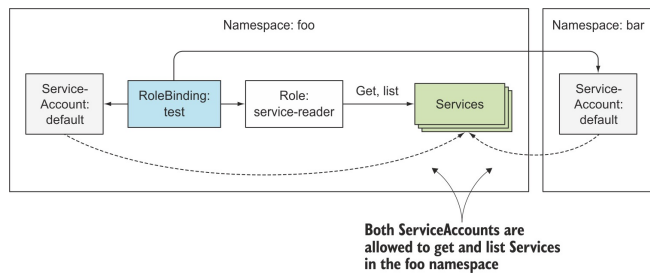 Namespace: foo
Namespace: bar
Service-
Account:
default
RoleBinding:
test
Role:
service-reader
Get, list
Services
Service-
Account:
default
Both ServiceAccounts are
allowed to get and list Services
in the foo namespace